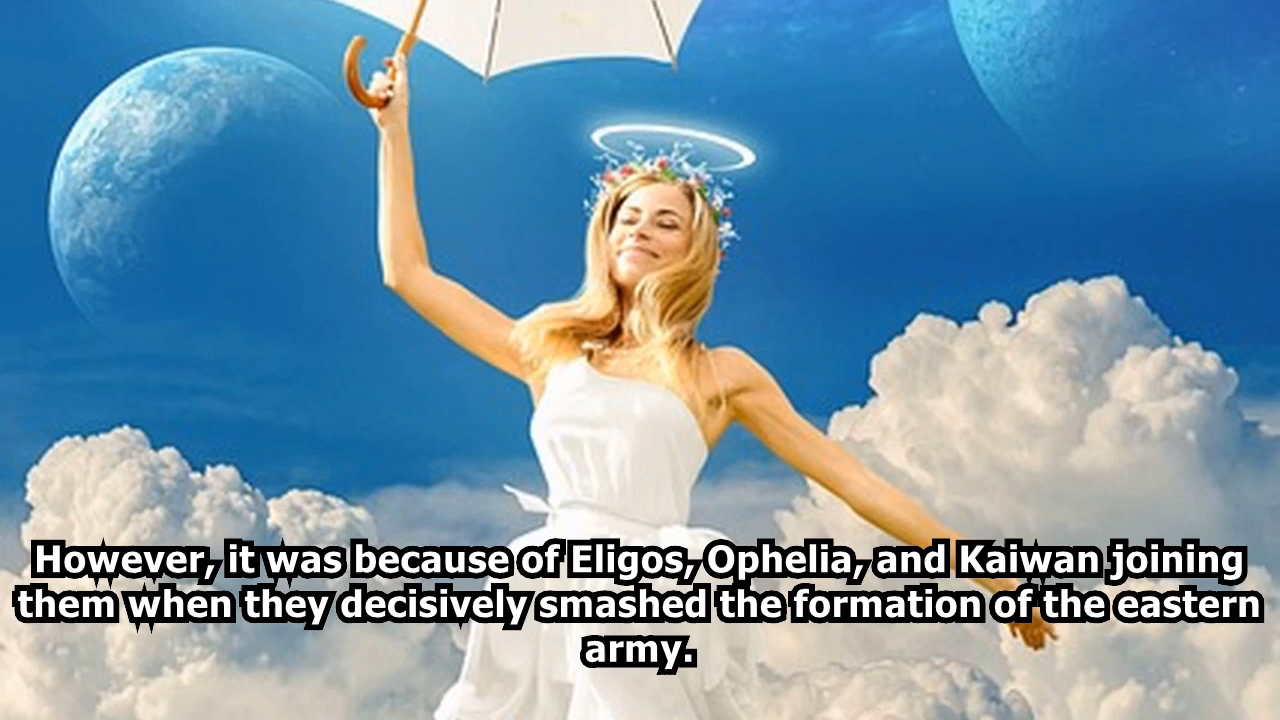 However, it was because of Eligos, Ophelia, and Kaiwan joining
them when they decisively smashed the formation of the eastern
army.